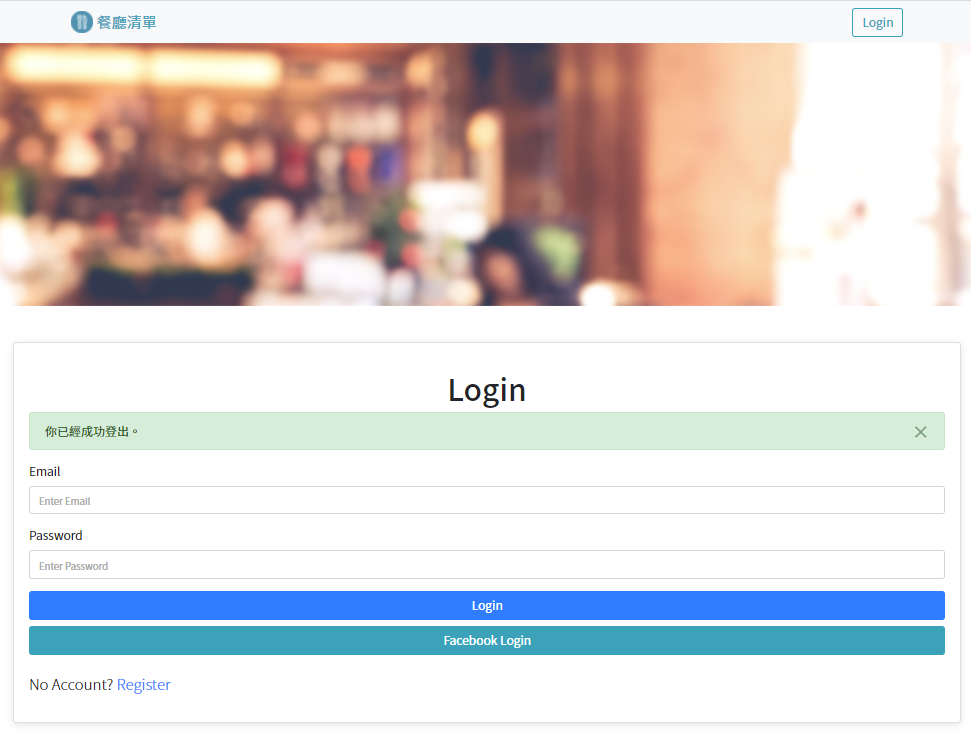 餐廳清單
Login
Login
你已經成功登出。
Email
Enter Email
Password
Enter Password
Login
Facebook Login
No Account? Register